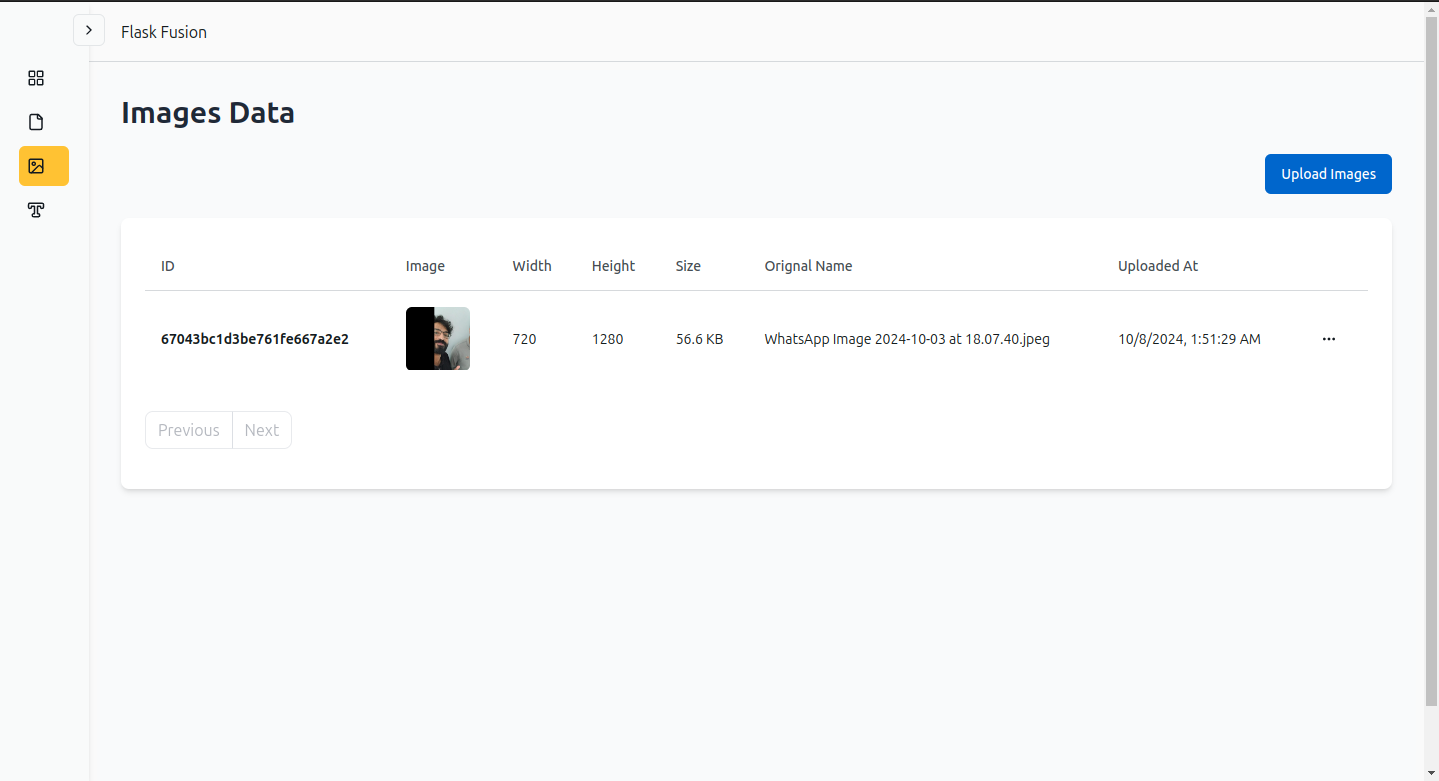 Flask Fusion
Images Data
Upload Images
ID Image Width Height Size Orignal Name Uploaded At
67043bc1d3be761fe667a2e2 720 1280 56.6 KB WhatsApp Image 2024-10-03 at 18.07.40.jpeg 10/8/2024, 1:51:29 AM
Previous Next